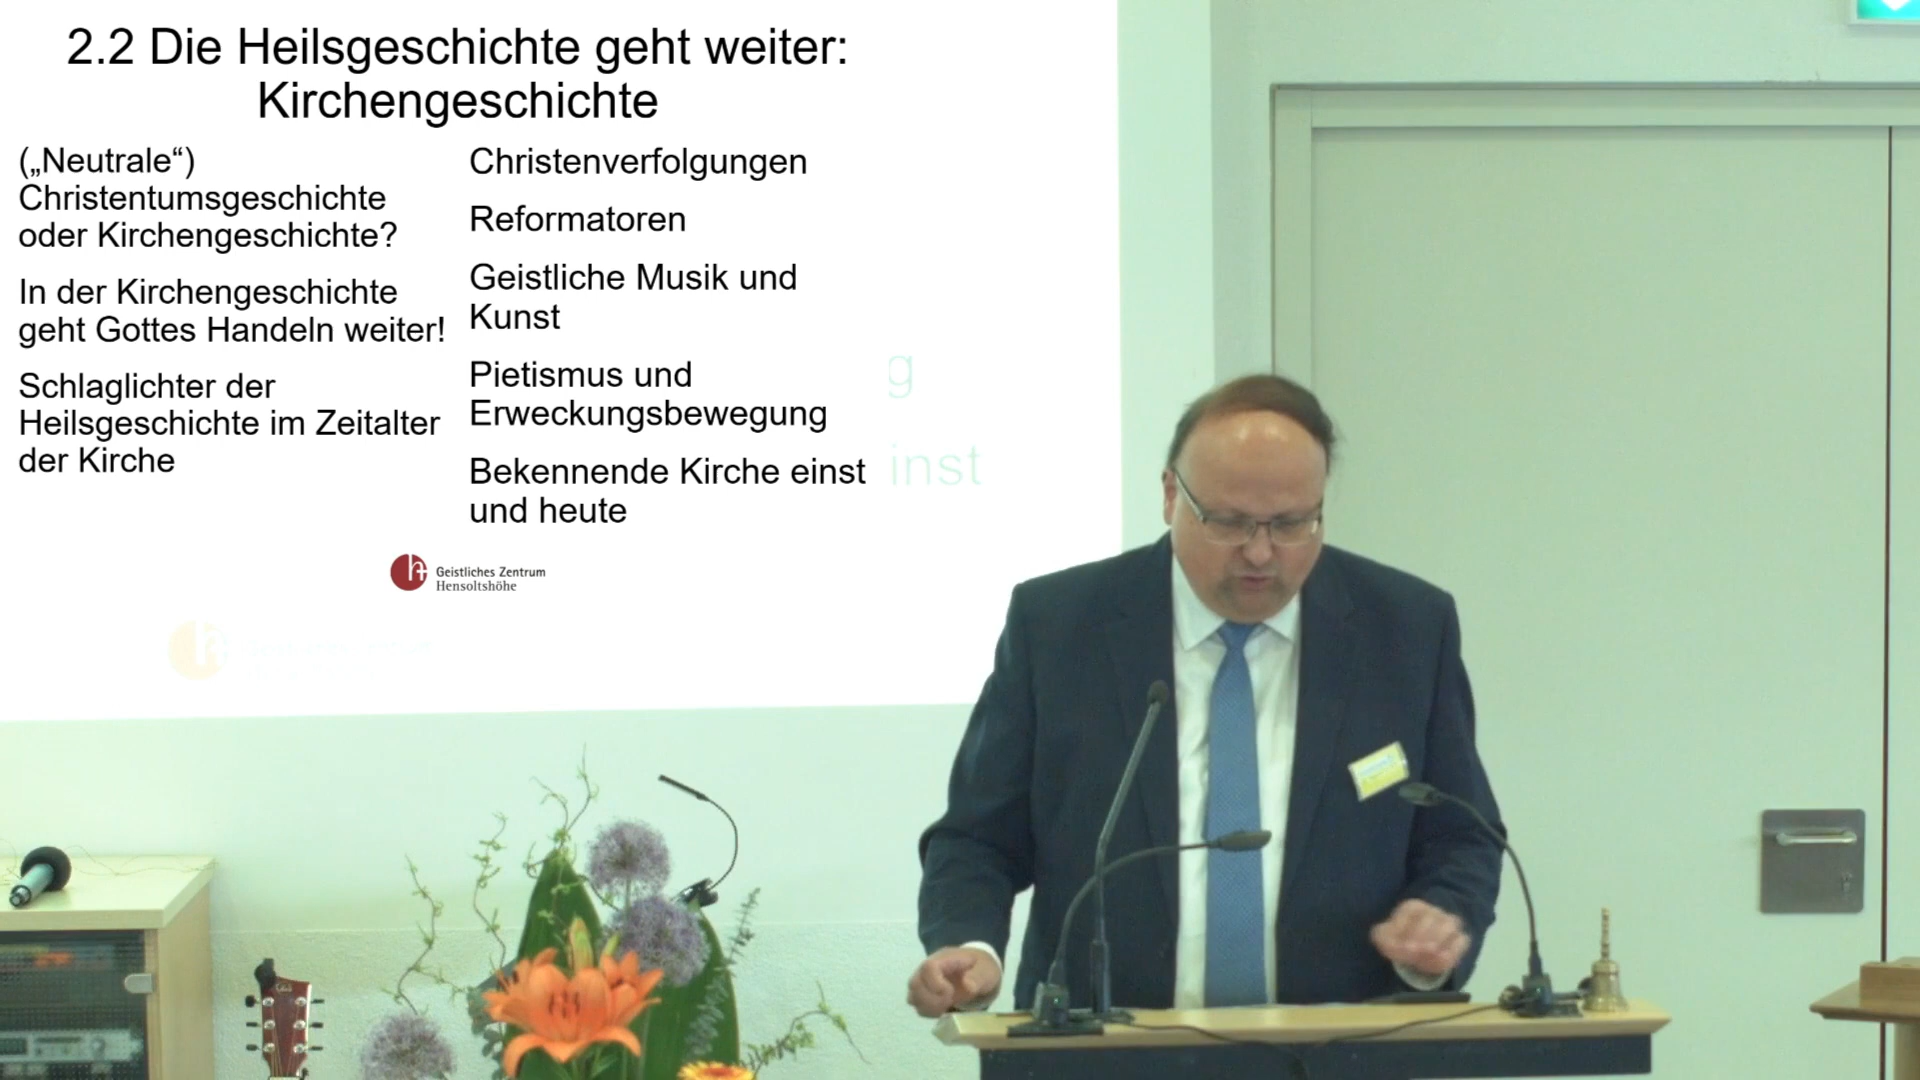 2.2 Die Heilsgeschichte geht weiter:
Kirchengeschichte
(„Neutrale“)
Christentumsgeschichte
oder Kirchengeschichte?
In der Kirchengeschichte
geht Gottes Handeln weiter!
Schlaglichter der
Heilsgeschichte im Zeitalter
der Kirche
Christenverfolgungen
Reformatoren
Geistliche Musik und
Kunst
Pietismus und
Erweckungsbewegung
Bekennende Kirche einst
und heute
g
inst
Geistliches Zentrum
Hensoltshöhe